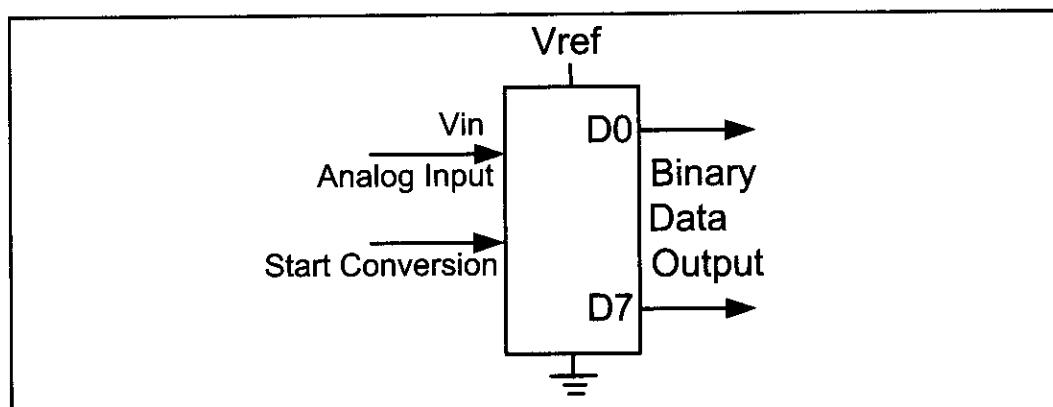 Vref
Vin
Analog Input
Start Conversion
D0
Binary
Data
Output
D7